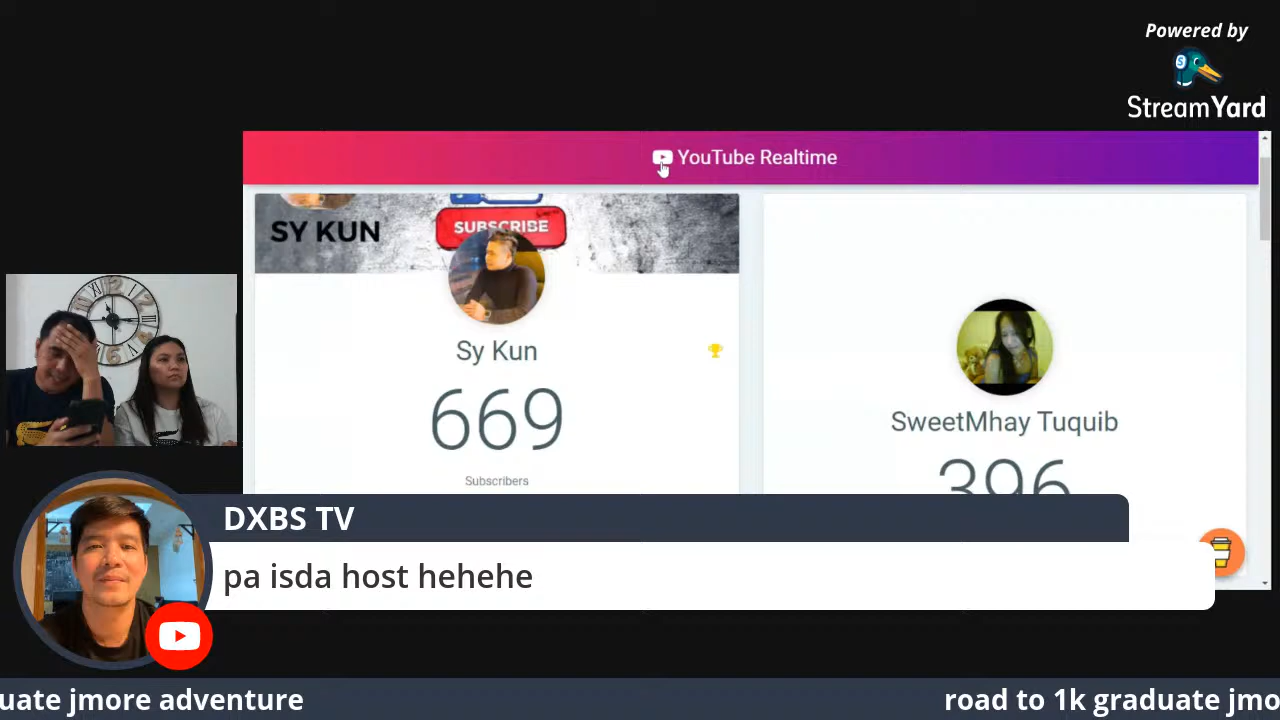 Powered by
StreamYard
YouTube Realtime
SY KUN
SUBSCRIBE
Sy Kun
669
Subscribers
SweetMhay Tuquib
396
DXBS TV
pa isda host hehehe
uate jmore adventure
road to 1k graduate jmo